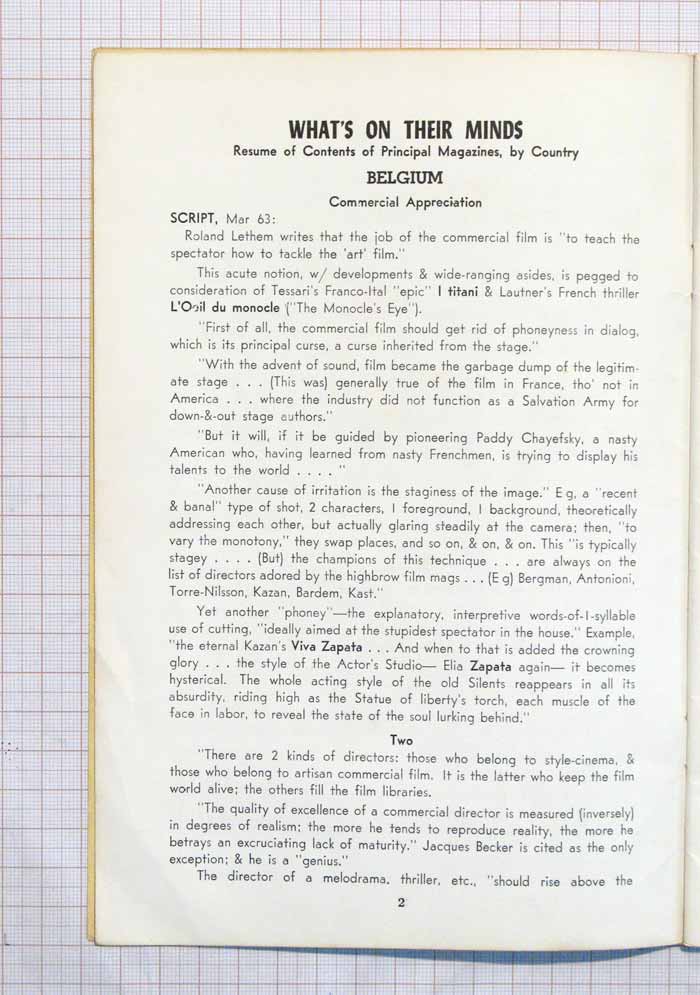 WHAT'S ON THEIR MINDS
Resume of Contents of Principal Magazines, by Country
BELGIUM
Commercial Appreciation
SCRIPT, Mar 63:
Roland Lethem writes that the job of the commercial film is "to teach the
spectator how to tackle the 'art' film."
This acute notion, w/ developments & wide-ranging asides, is pegged to
consideration of Tessari's Franco-Ital "epic" I titani & Lautner's French thriller
L'Oeil du monocle ("The Monocle's Eye").
"First of all, the commercial film should get rid of phoneyness in dialog,
which is its principal curse, a curse inherited from the stage."
"With the advent of sound, film became the garbage dump of the legitim-
ate stage . . . (This was) generally true of the film in France, tho' not in
America . . . where the industry did not function as a Salvation Army for
down-&-out stage authors."
"But it will, if it be guided by pioneering Paddy Chayefsky, a nasty
American who, having learned from nasty Frenchmen, is trying to display his
talents to the world . . . . "
"Another cause of irritation is the staginess of the image." E g, a "recent
& banal" type of shot, 2 characters, 1 foreground, 1 background, theoretically
addressing each other, but actually glaring steadily at the camera; then, "to
vary the monotony," they swap places, and so on, & on, & on. This "is typically
stagey . . . . (But) the champions of this technique . . . are always on the
list of directors adored by the highbrow film mags . . . (E g) Bergman, Antonioni,
Torre-Nilsson, Kazan, Bardem, Kast."
Yet another "phoney"—the explanatory, interpretive words-of-1-syllable
use of cutting, "ideally aimed at the stupidest spectator in the house." Example,
"the eternal Kazan's Viva Zapata . . . And when to that is added the crowning
glory . . . the style of the Actor's Studio— Elia Zapata again— it becomes
hysterical. The whole acting style of the old Silents reappears in all its
absurdity, riding high as the Statue of liberty's torch, each muscle of the
face in labor, to reveal the state of the soul lurking behind."
Two
"There are 2 kinds of directors: those who belong to style-cinema, &
those who belong to artisan commercial film. It is the latter who keep the film
world alive; the others fill the film libraries.
"The quality of excellence of a commercial director is measured (inversely)
in degrees of realism; the more he tends to reproduce reality, the more he
betrays an excruciating lack of maturity." Jacques Becker is cited as the only
exception; & he is a "genius."
The director of a melodrama, thriller, etc., "should rise above the
2